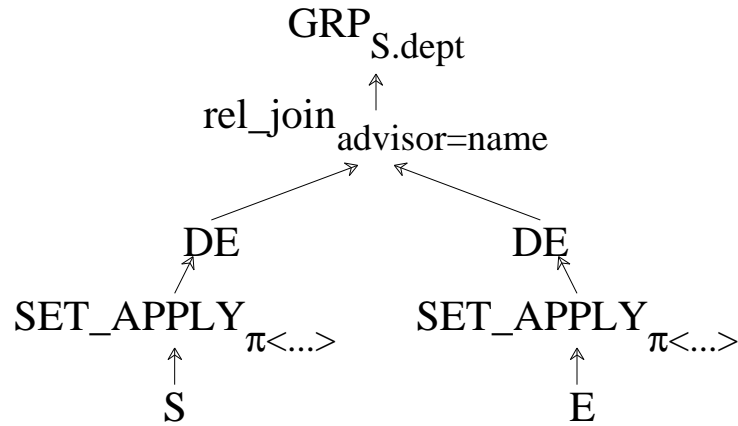 GRP S.dept
rel_join advisor=name
DE DE
SET_APPLY π<...> SET_APPLY π<...>
S E